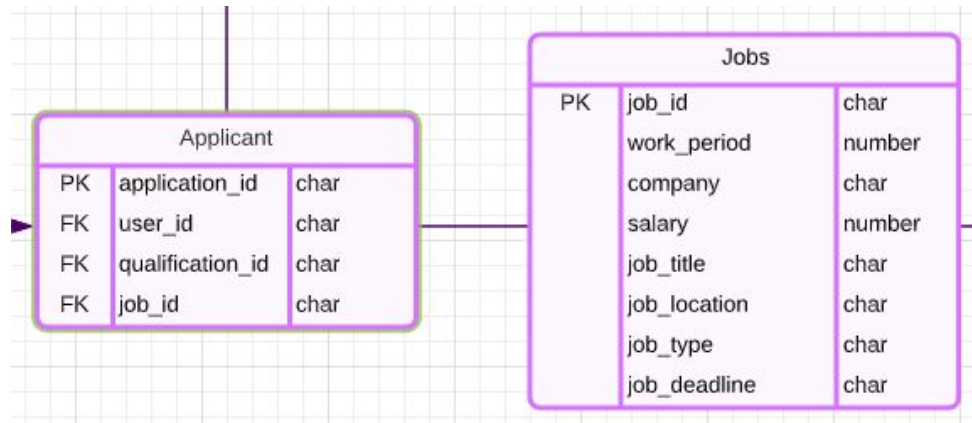 Applicant
PK application_id char
FK user_id char
FK qualification_id char
FK job_id char
Jobs
PK job_id char
work_period number
company char
salary number
job_title char
job_location char
job_type char
job_deadline char